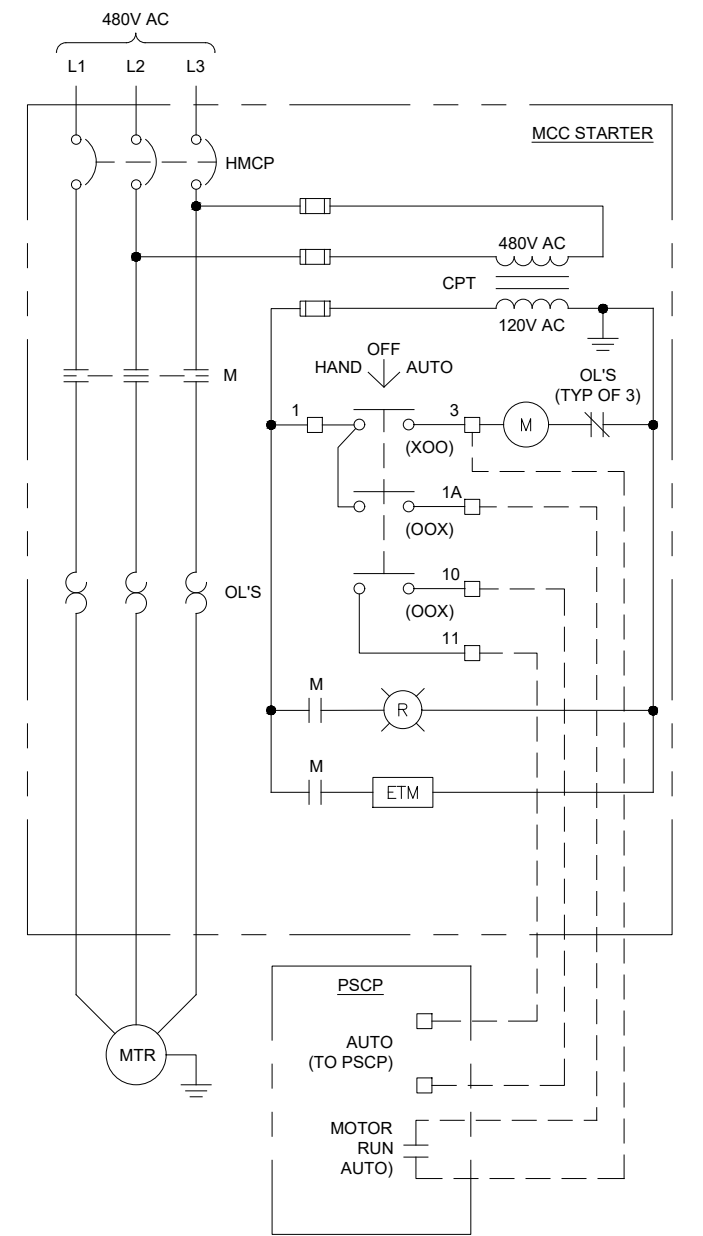 480V AC
L1 L2 L3
MCC STARTER
HMCP
480V AC
CPT
120V AC
OFF
HAND AUTO
M
OL'S
(TYP OF 3)
1 3 M
(XOO)
1A
(OOX)
10
OL'S
(OOX)
11
M
R
M
ETM
PSCP
AUTO
(TO PSCP)
MTR
MOTOR
RUN
AUTO)